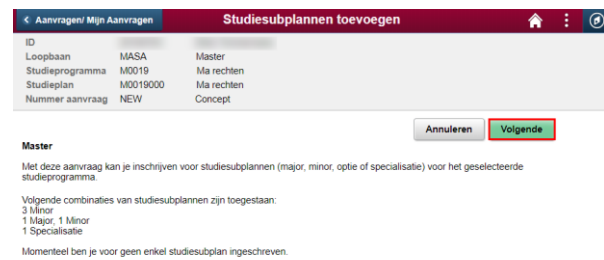 Aanvragen/ Mijn Aanvragen
Studiesubplannen toevoegen
ID
Loopbaan MASA Master
Studieprogramma M0019 Ma rechten
Studieplan M0019000 Ma rechten
Nummer aanvraag NEW Concept
Annuleren Volgende
Master
Met deze aanvraag kan je inschrijven voor studiesubplannen (major, minor, optie of specialisatie) voor het geselecteerde
studieprogramma.
Volgende combinaties van studiesubplannen zijn toegestaan:
3 Minor
1 Major, 1 Minor
1 Specialisatie
Momenteel ben je voor geen enkel studiesubplan ingeschreven.